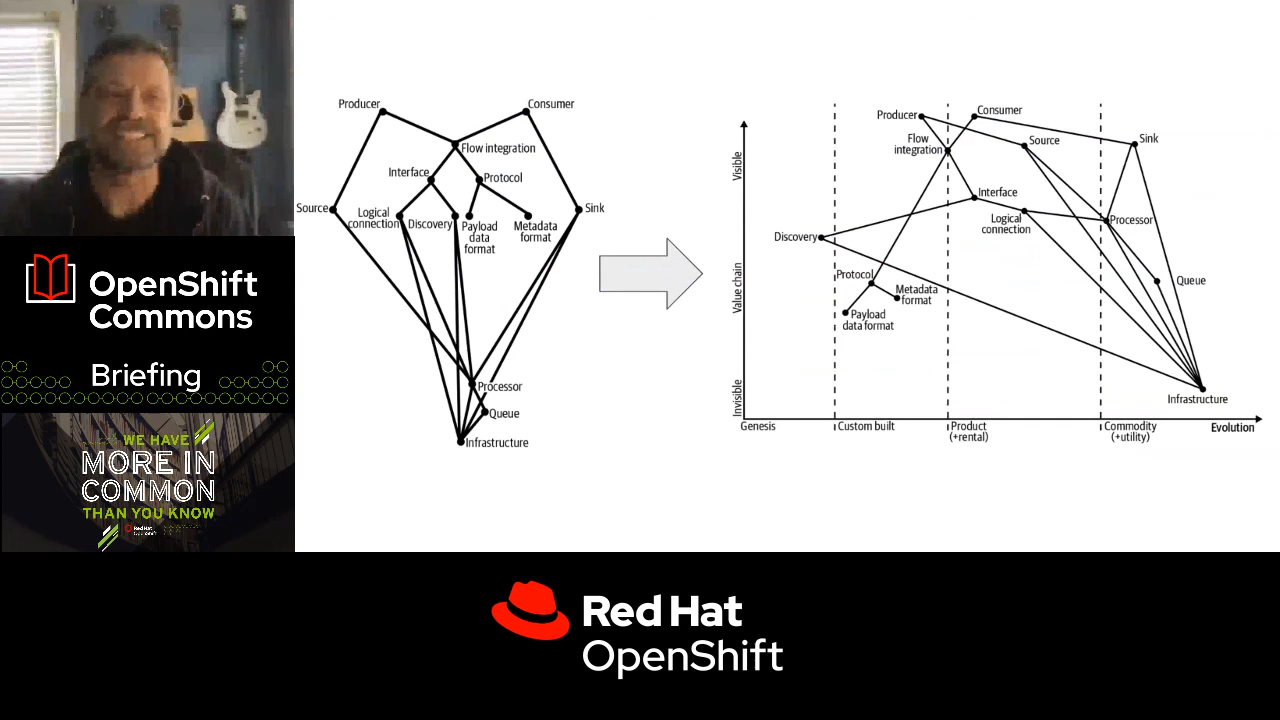 OpenShift
Commons
Briefing
WE HAVE
MORE IN
COMMON
THAN YOU KNOW
Red Hat
OpenShift
Producer
Consumer
Flow integration
Interface
Protocol
Source
Logical
connection
Discovery
Payload
data
format
Metadata
format
Sink
Processor
Queue
Infrastructure
Visible
Value chain
Invisible
Producer
Consumer
Flow
integration
Source
Sink
Interface
Logical
connection
Processor
Discovery
Protocol
Metadata
format
Payload
data format
Queue
Infrastructure
Genesis
Custom built
Product
(+rental)
Commodity
(+utility)
Evolution
Red Hat
OpenShift